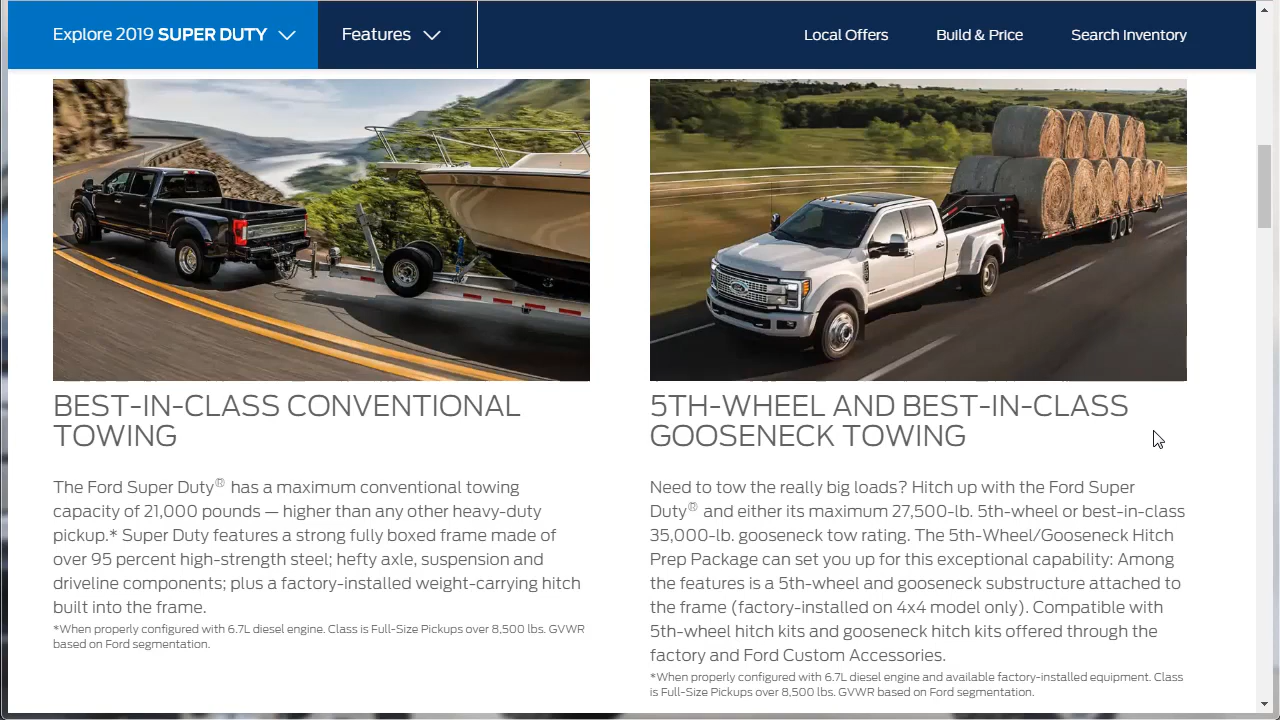 Explore 2019 SUPER DUTY
Features
Local Offers
Build & Price
Search Inventory
BEST-IN-CLASS CONVENTIONAL
TOWING
The Ford Super Duty® has a maximum conventional towing
capacity of 21,000 pounds — higher than any other heavy-duty
pickup.* Super Duty features a strong fully boxed frame made of
over 95 percent high-strength steel; hefty axle, suspension and
driveline components; plus a factory-installed weight-carrying hitch
built into the frame.
*When properly configured with 6.7L diesel engine. Class is Full-Size Pickups over 8,500 lbs. GVWR
based on Ford segmentation.
5TH-WHEEL AND BEST-IN-CLASS
GOOSENECK TOWING
Need to tow the really big loads? Hitch up with the Ford Super
Duty® and either its maximum 27,500-lb. 5th-wheel or best-in-class
35,000-lb. gooseneck tow rating. The 5th-Wheel/Gooseneck Hitch
Prep Package can set you up for this exceptional capability: Among
the features is a 5th-wheel and gooseneck substructure attached to
the frame (factory-installed on 4x4 model only). Compatible with
5th-wheel hitch kits and gooseneck hitch kits offered through the
factory and Ford Custom Accessories.
*When properly configured with 6.7L diesel engine and available factory-installed equipment. Class
is Full-Size Pickups over 8,500 lbs. GVWR based on Ford segmentation.